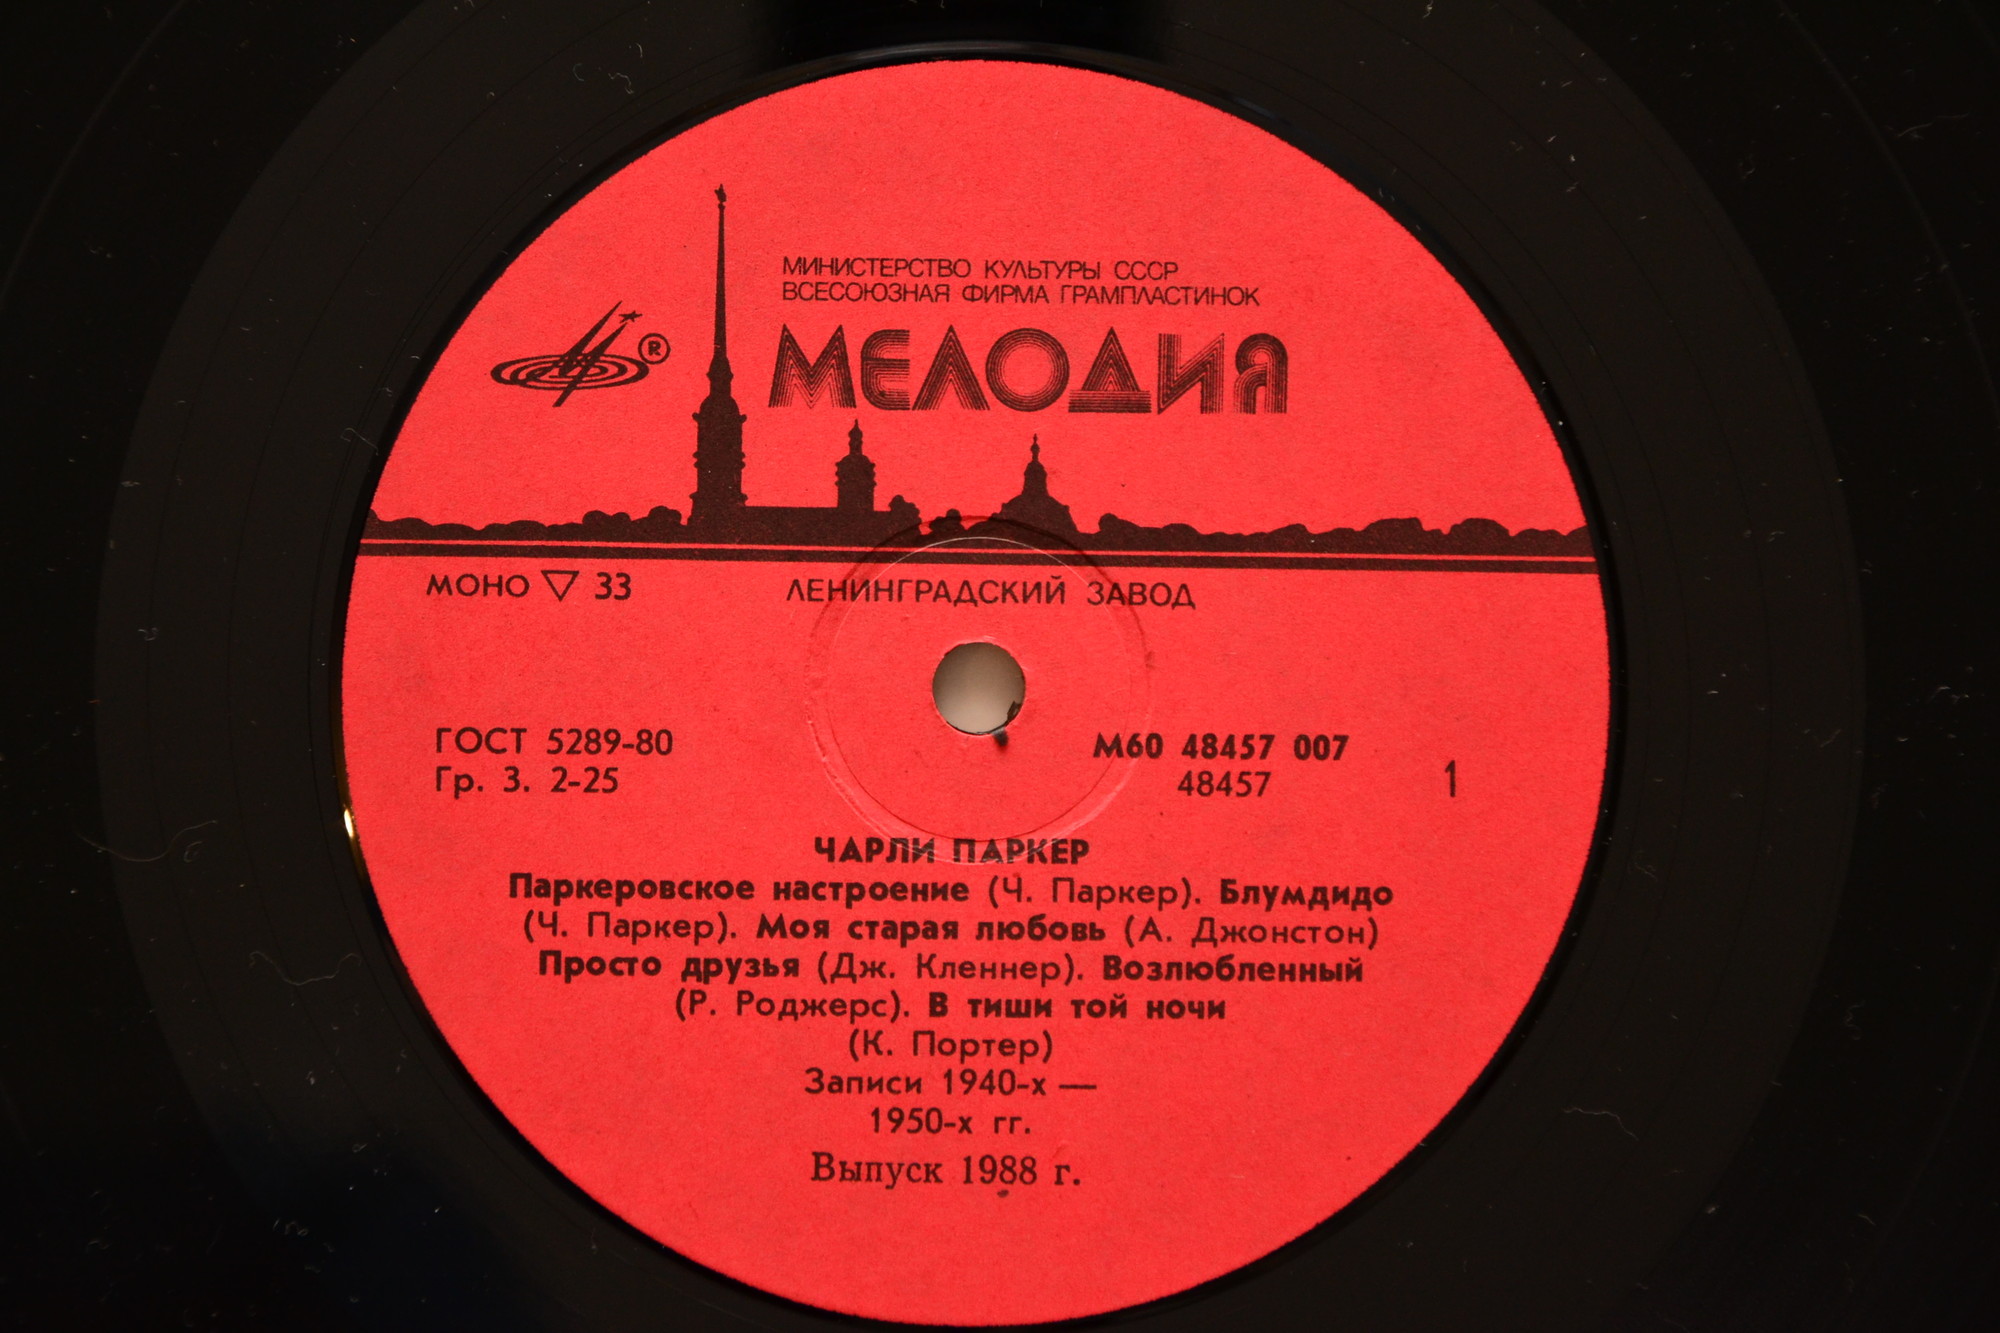 МИНИСТЕРСТВО КУЛЬТУРЫ СССР
ВСЕСОЮЗНАЯ ФИРМА ГРАМПЛАСТИНОК
МЕЛОДИЯ
®
МОНО ▽ 33
ЛЕНИНГРАДСКИЙ ЗАВОД
ГОСТ 5289-80
Гр. 3. 2-25
М60 48457 007
48457
1
ЧАРЛИ ПАРКЕР
Паркеровское настроение (Ч. Паркер). Блумдидо
(Ч. Паркер). Моя старая любовь (А. Джонстон)
Просто друзья (Дж. Кленнер). Возлюбленный
(Р. Роджерс). В тиши той ночи
(К. Портер)
Записи 1940-х —
1950-х гг.
Выпуск 1988 г.